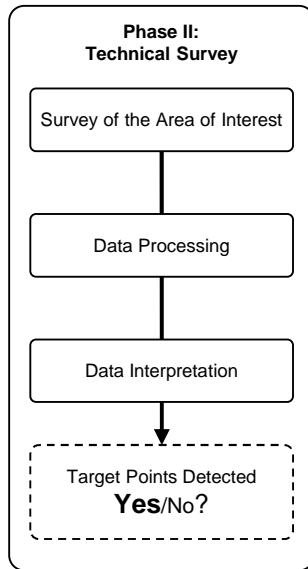 Phase II:
Technical Survey
Survey of the Area of Interest
Data Processing
Data Interpretation
Target Points Detected
Yes/No?